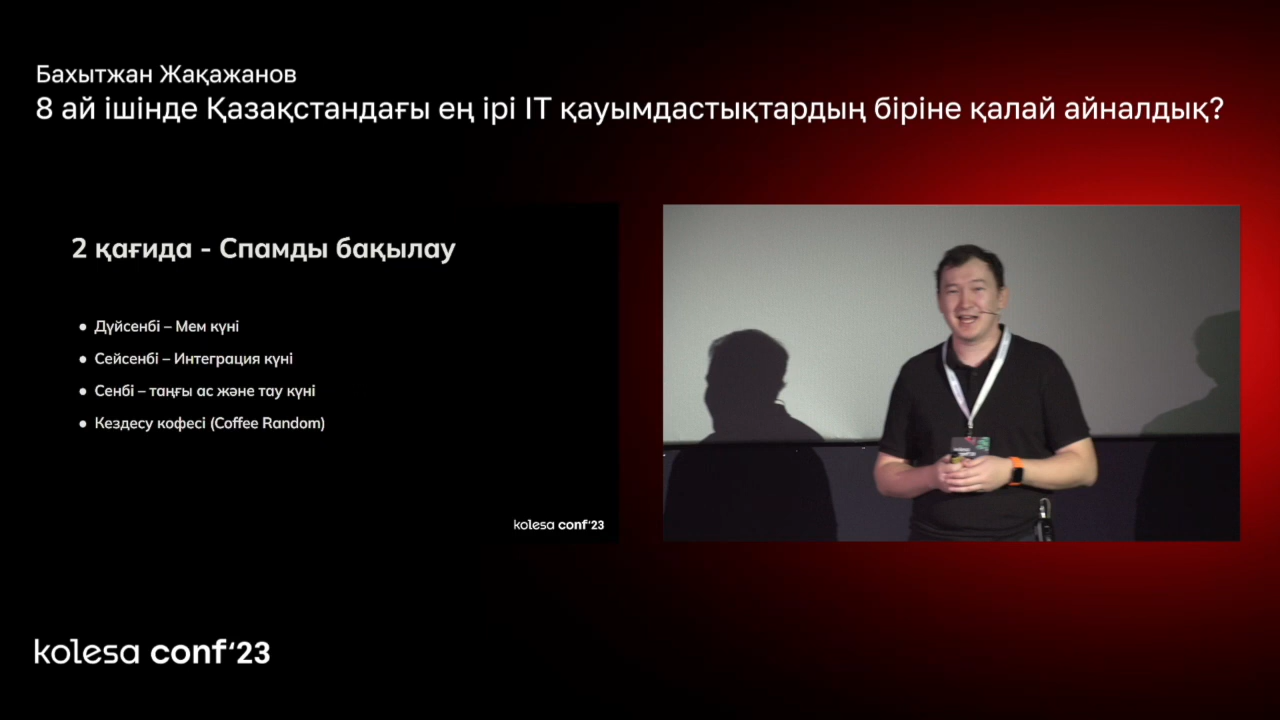 Бахытжан Жақажанов
8 ай ішінде Қазақстандағы ең ірі IT қауымдастықтардың біріне қалай айналдық?
2 қағида - Спамды бақылау
● Дүйсенбі – Мем күні
● Сейсенбі – Интеграция күні
● Сенбі – таңғы ас және тау күні
● Кездесу кофесі (Coffee Random)
kolesa conf'23
kolesa conf'23